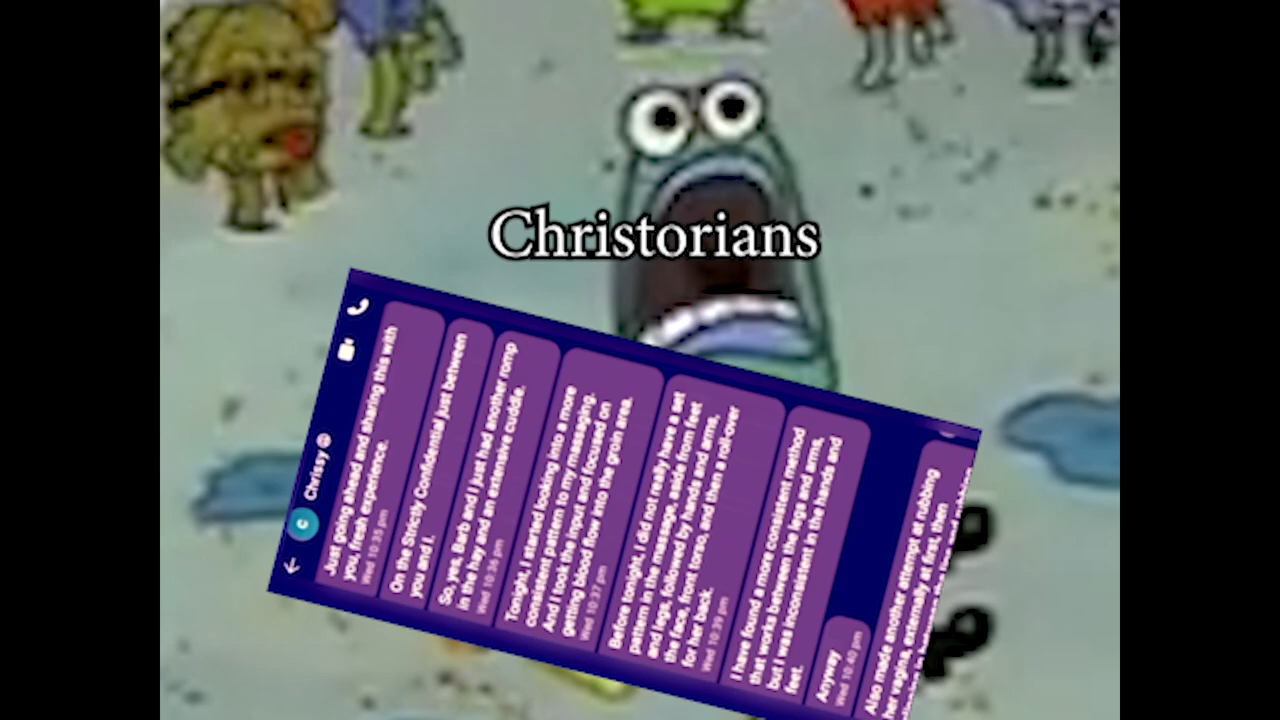 Christorians
C
Chrissy
Just going ahead and sharing this with
you, fresh experience.
Wed 10:35 pm
On the Strictly Confidential just between
you and I.
So, yes. Barb and I just had another romp
in the hay and an extensive cuddle.
Wed 10:36 pm
Tonight, I started looking into a more
consistent pattern to my messaging.
And I took the input and focused on
getting blood flow into the groin area.
Wed 10:37 pm
Before tonight, I did not really have a set
pattern in the message, aside from feet
and legs, followed by hands and arms,
the face, front torso, and then a roll-over
for her back.
Wed 10:39 pm
I have found a more consistent method
that works between the legs and arms,
but I was inconsistent in the hands and
feet.
Anyway
Wed 10:40 pm
Also made another attempt at rubbing
her vagina, externally at first, then